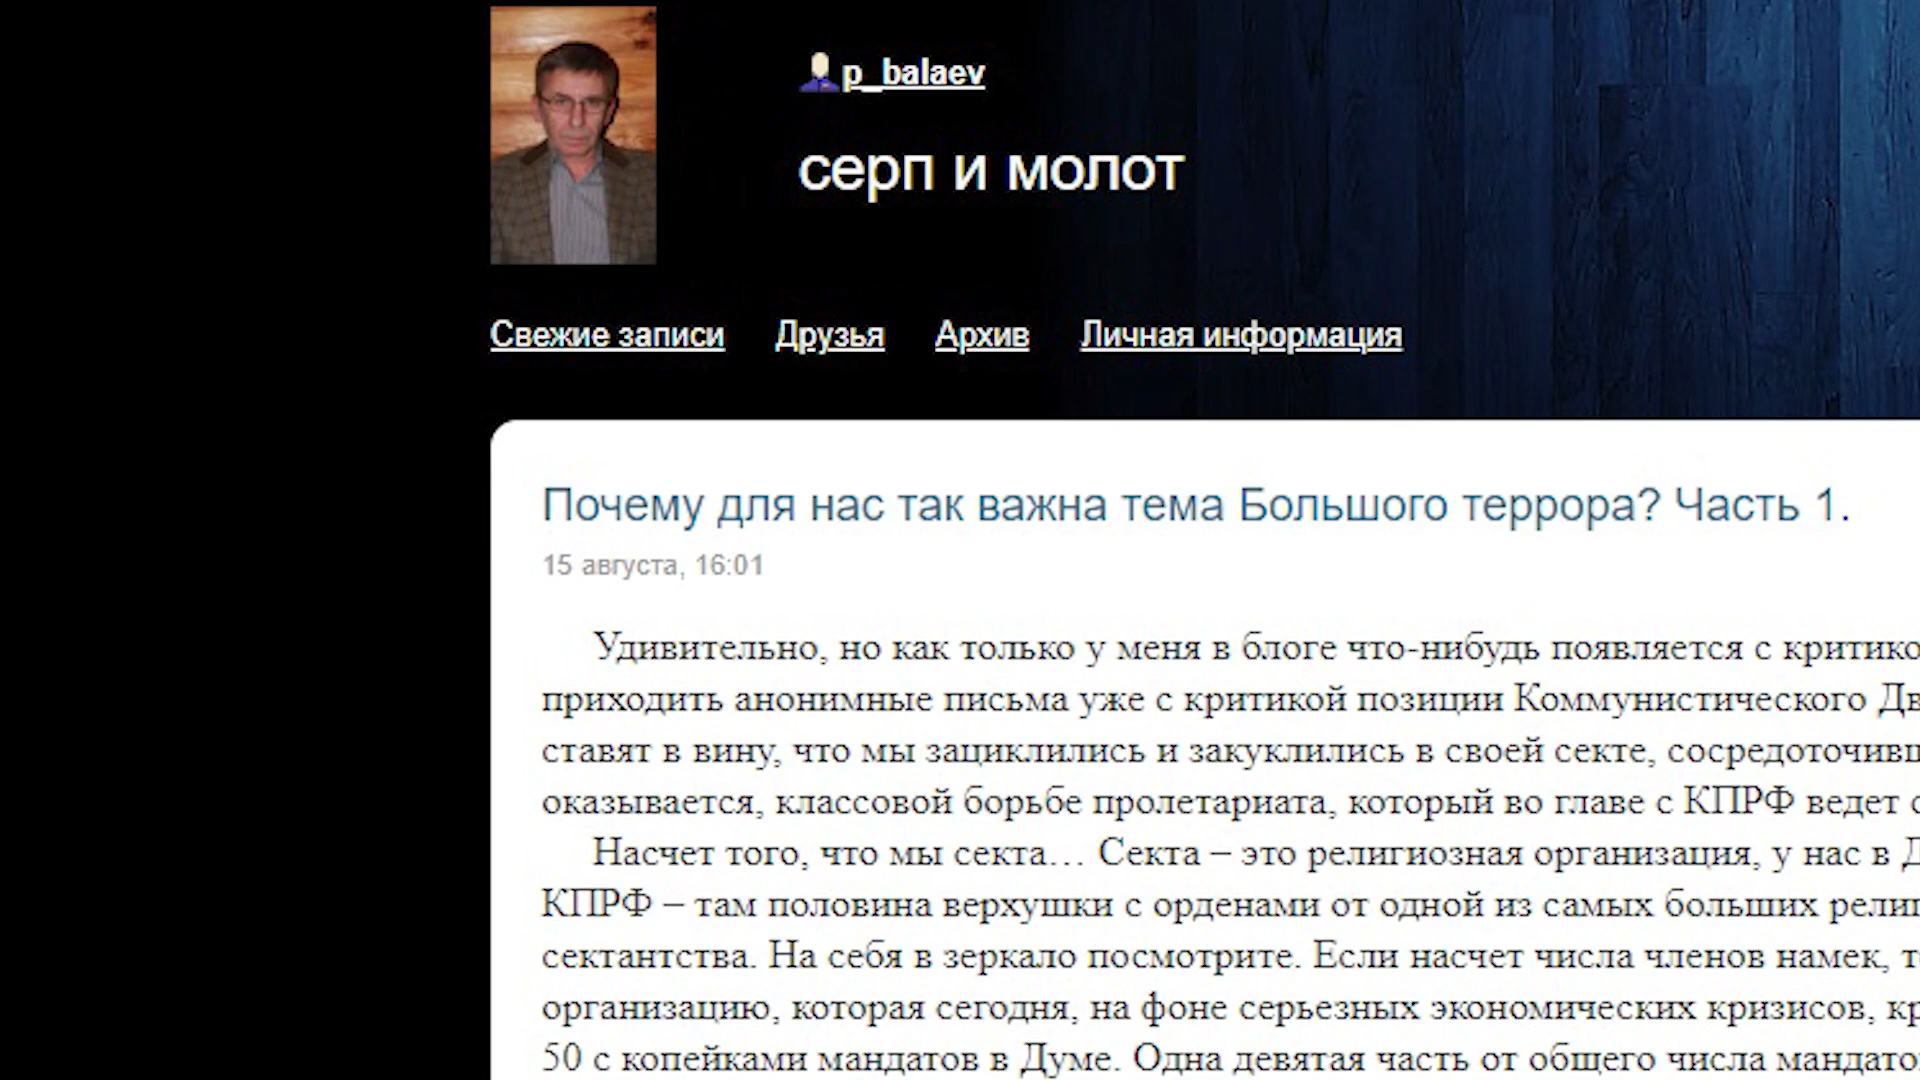 p_balaev
серп и молот
Свежие записи Друзья Архив Личная информация
Почему для нас так важна тема Большого террора? Часть 1.
15 августа, 16:01
Удивительно, но как только у меня в блоге что-нибудь появляется с
приходить анонимные письма уже с критикой позиции Коммунистического
ставят в вину, что мы зациклились и закуклились в своей секте,
оказывается, классовой борьбе пролетариата, который во главе с КПРФ ведет
Насчет того, что мы секта… Секта – это религиозная организация, у нас в
КПРФ – там половина верхушки с орденами от одной из самых больших
сектантства. На себя в зеркало посмотрите. Если насчет числа членов намек,
организацию, которая сегодня, на фоне серьезных экономических кризисов,
50 с копейками мандатов в Думе. Одна девятая часть от общего числа